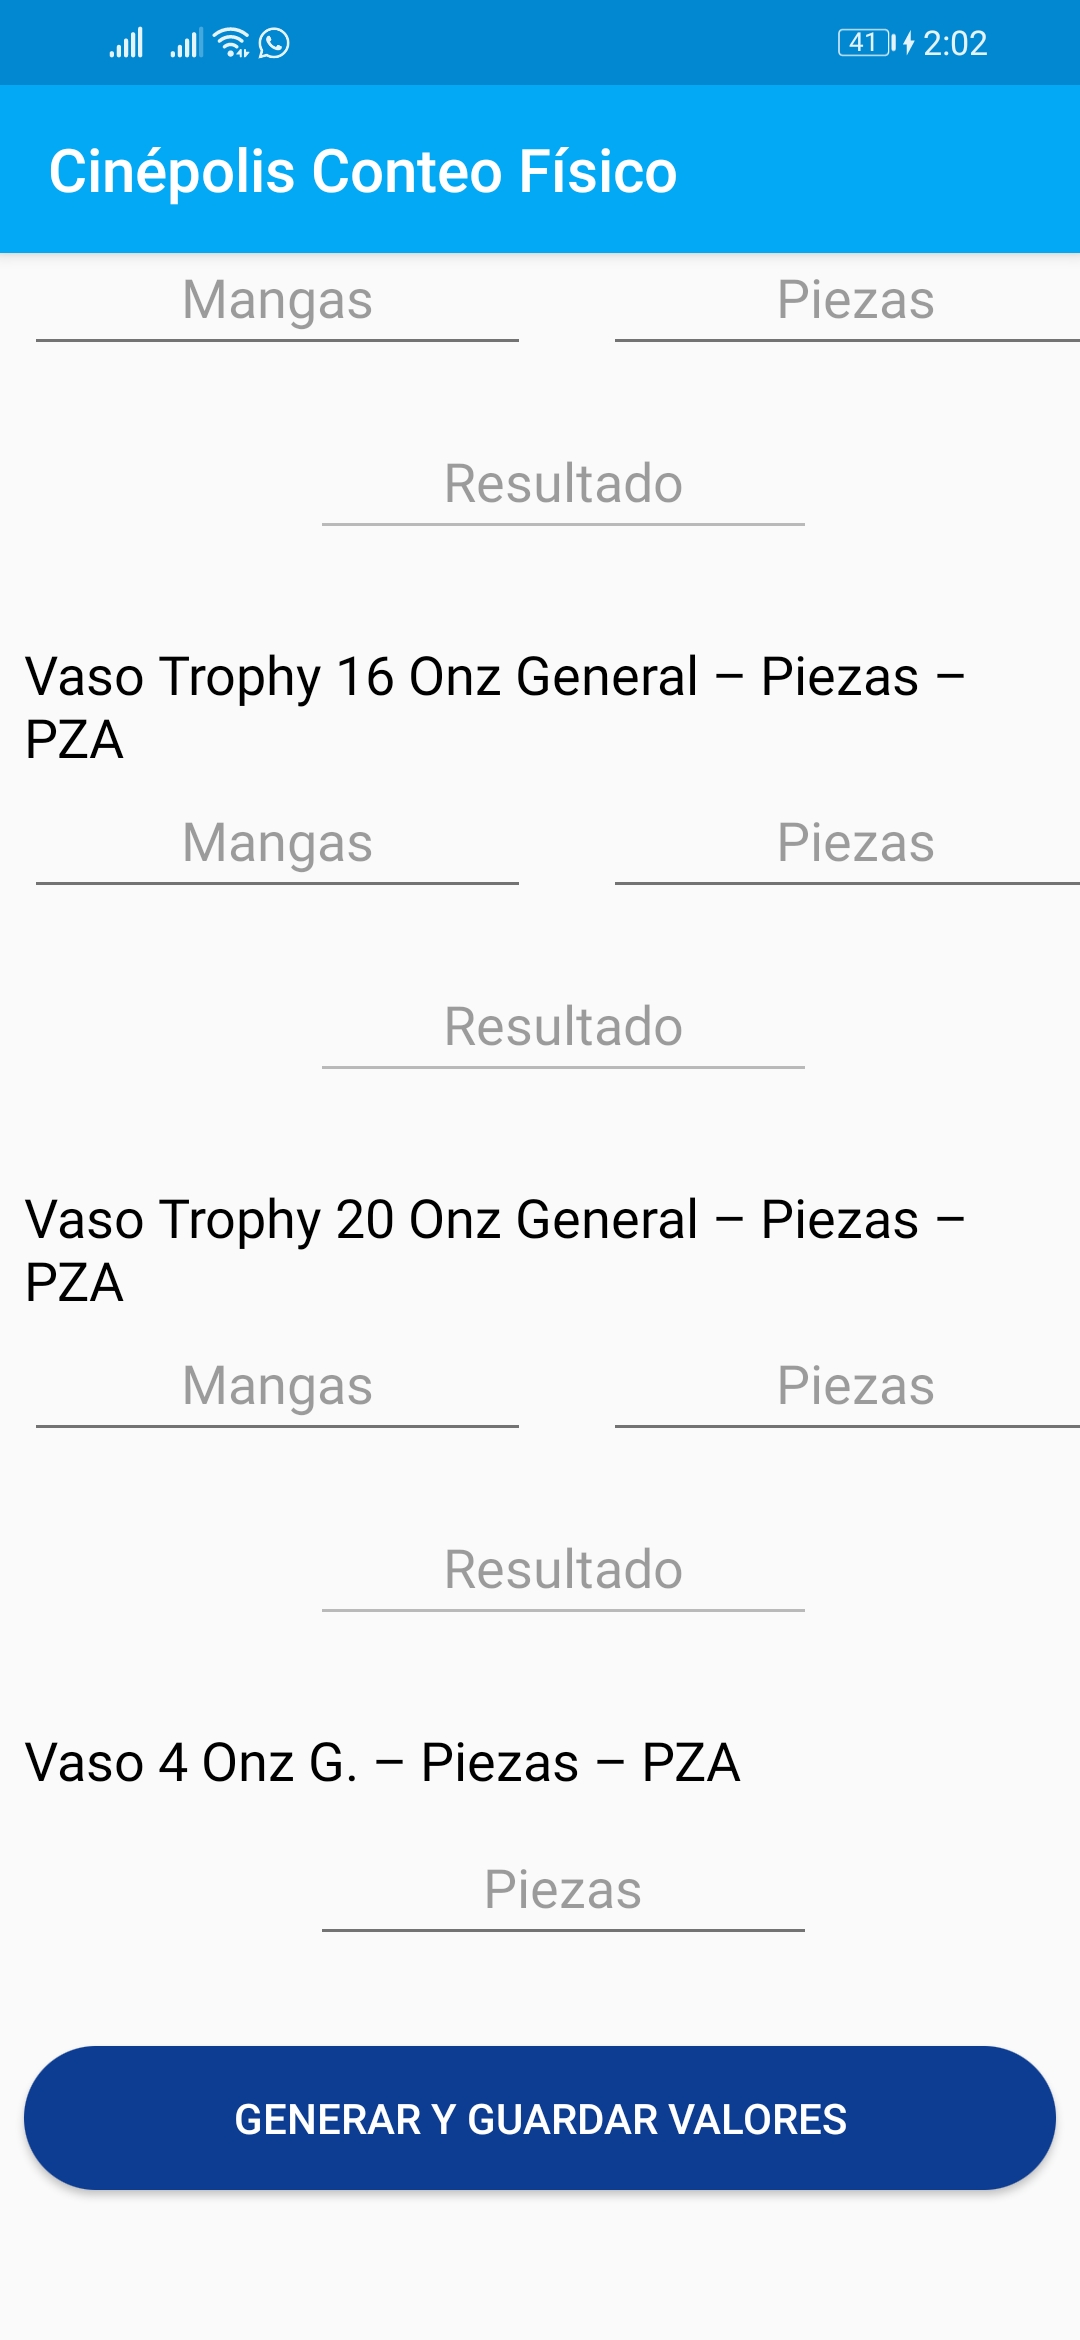 41 2:02
Cinépolis Conteo Físico
Mangas Piezas
Resultado
Vaso Trophy 16 Onz General – Piezas –
PZA
Mangas Piezas
Resultado
Vaso Trophy 20 Onz General – Piezas –
PZA
Mangas Piezas
Resultado
Vaso 4 Onz G. – Piezas – PZA
Piezas
GENERAR Y GUARDAR VALORES